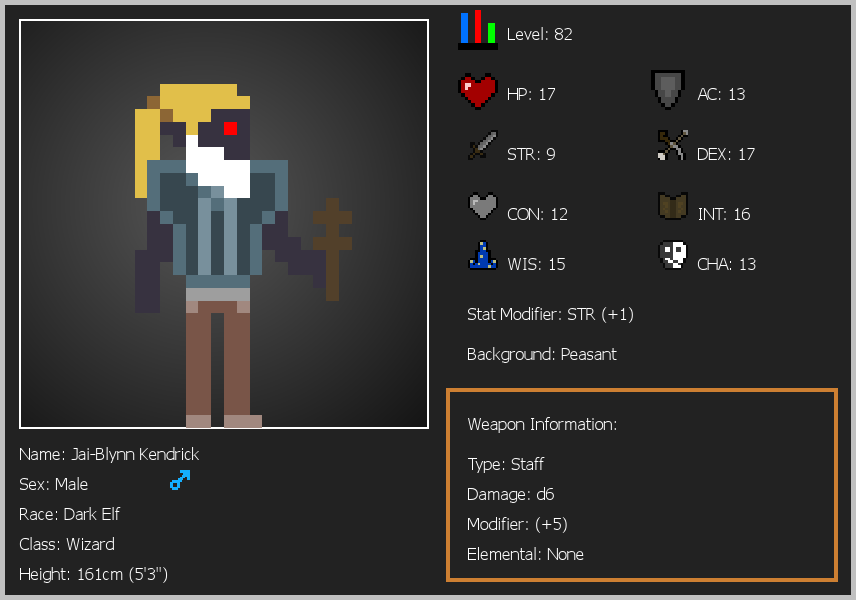 Level: 82
HP: 17
AC: 13
STR: 9
DEX: 17
CON: 12
INT: 16
WIS: 15
CHA: 13
Stat Modifier: STR (+1)
Background: Peasant
Weapon Information:
Type: Staff
Damage: d6
Modifier: (+5)
Elemental: None
Name: Jai-Blynn Kendrick
Sex: Male
Race: Dark Elf
Class: Wizard
Height: 161cm (5'3")